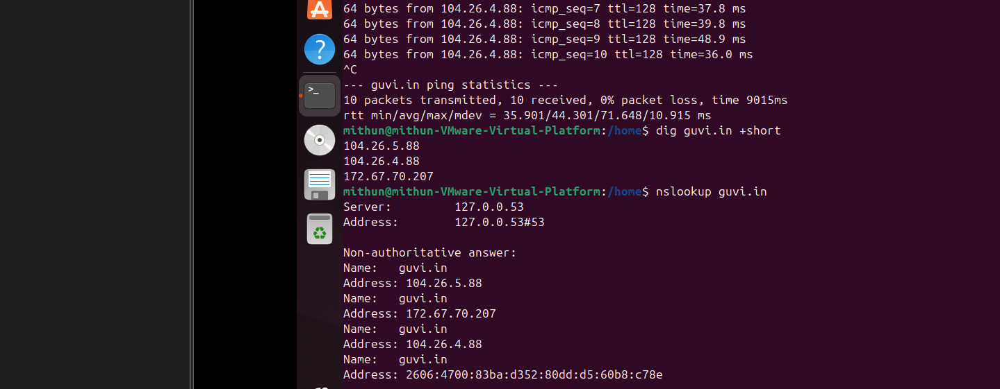 64 bytes from 104.26.4.88: icmp_seq=7 ttl=128 time=37.8 ms
64 bytes from 104.26.4.88: icmp_seq=8 ttl=128 time=39.8 ms
64 bytes from 104.26.4.88: icmp_seq=9 ttl=128 time=48.9 ms
64 bytes from 104.26.4.88: icmp_seq=10 ttl=128 time=36.0 ms
^C
--- guvi.in ping statistics ---
10 packets transmitted, 10 received, 0% packet loss, time 9015ms
rtt min/avg/max/mdev = 35.901/44.301/71.648/10.915 ms
mithun@mithun-VMware-Virtual-Platform:/home$ dig guvi.in +short
104.26.5.88
104.26.4.88
172.67.70.207
mithun@mithun-VMware-Virtual-Platform:/home$ nslookup guvi.in
Server:         127.0.0.53
Address:        127.0.0.53#53

Non-authoritative answer:
Name:   guvi.in
Address: 104.26.5.88
Name:   guvi.in
Address: 172.67.70.207
Name:   guvi.in
Address: 104.26.4.88
Name:   guvi.in
Address: 2606:4700:83ba:d352:80dd:d5:60b8:c78e